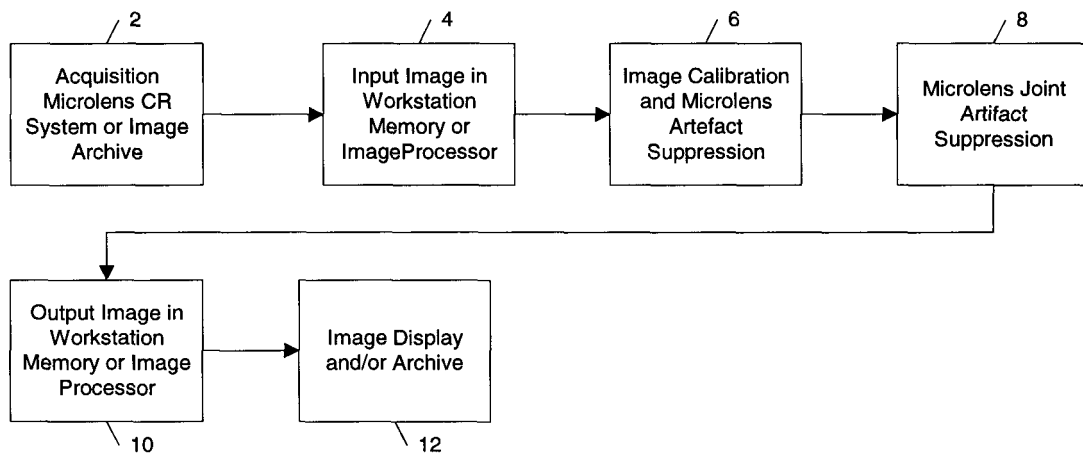 2
4
6
8
Acquisition
Microlens CR
System or Image
Archive
Input Image in
Workstation
Memory or
ImageProcessor
Image Calibration
and Microlens
Artefact
Suppression
Microlens Joint
Artifact
Suppression
Output Image in
Workstation
Memory or Image
Processor
Image Display
and/or Archive
10
12